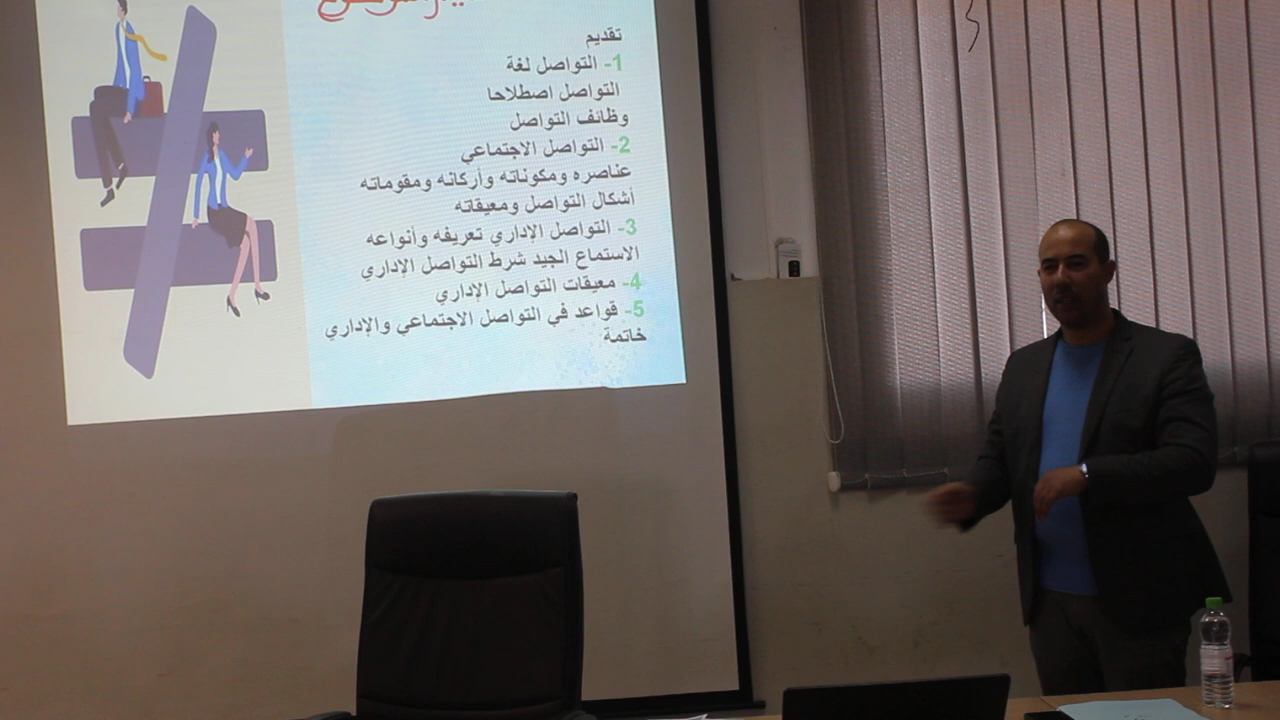 تقديم
1- التواصل لغة
التواصل اصطلاحا
وظائف التواصل
2- التواصل الاجتماعي
عناصره ومكوناته وأركانه ومقوماته
أشكال التواصل ومعيقاته
3- التواصل الإداري تعريفه وأنواعه
الاستماع الجيد شرط التواصل الإداري
4- معيقات التواصل الإداري
5- قواعد في التواصل الاجتماعي والإداري
خاتمة